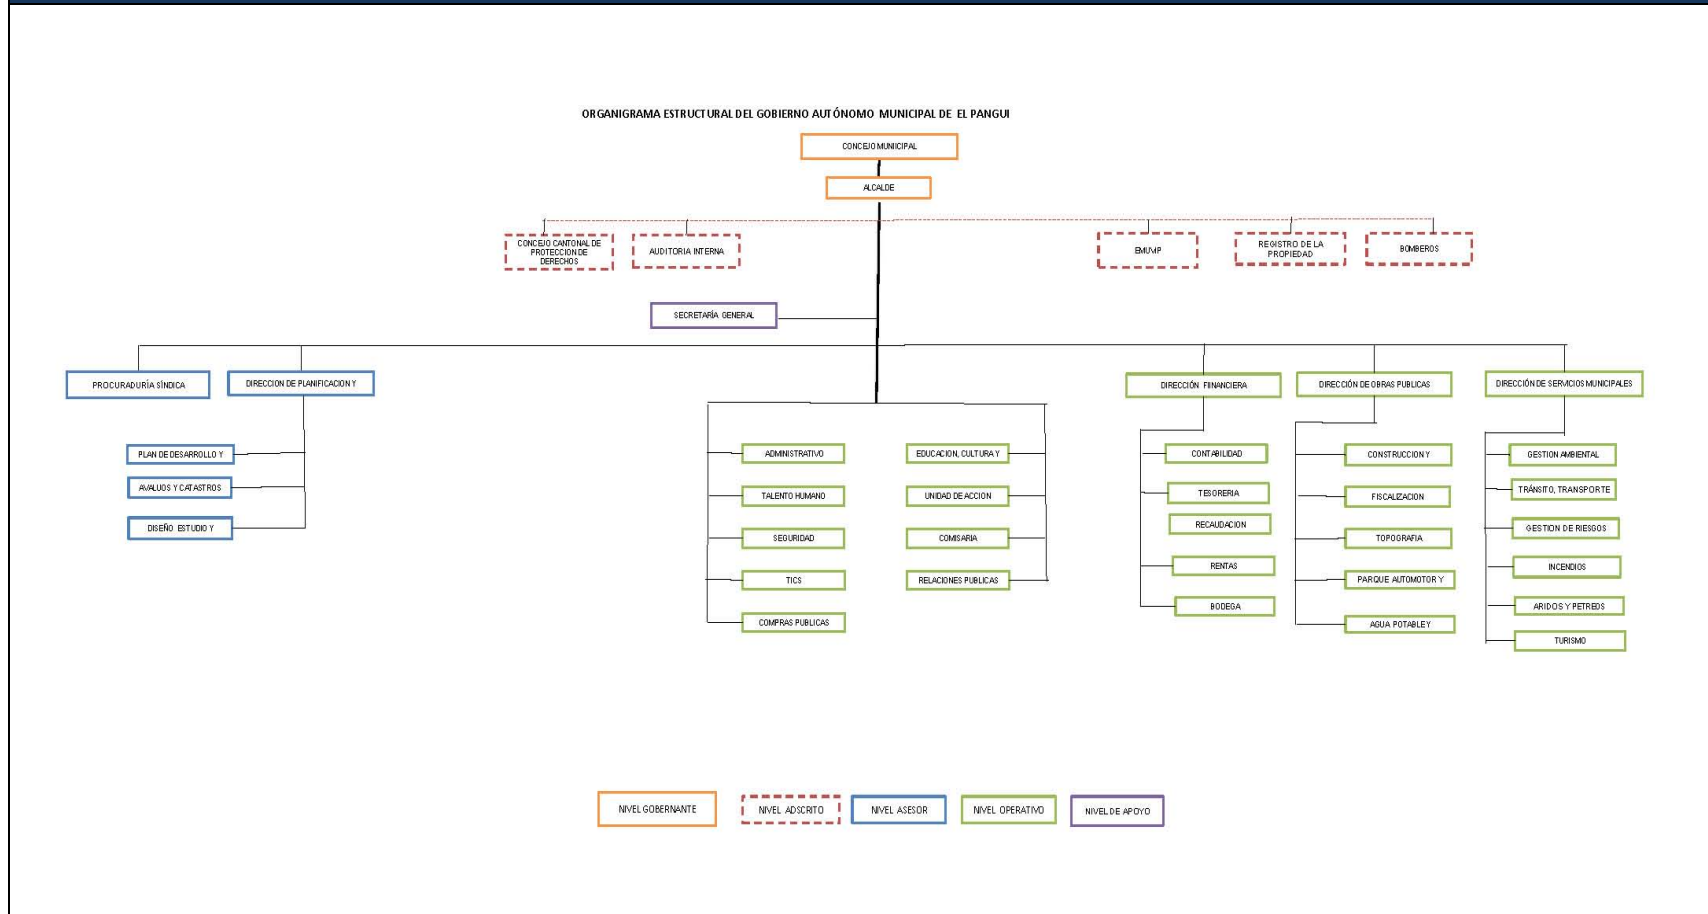 ORGANIGRAMA ESTRUCTURAL DEL GOBIERNO AUTÓNOMO MUNICIPAL DE EL PANGUI
CONCEJO MUNICIPAL
ALCALDE
CONCEJO CANTONAL DE
PROTECCION DE
DERECHOS
AUDITORIA INTERNA
REGISTRO DE LA
PROPIEDAD
BOMBEROS
SECRETARÍA GENERAL
PROCURADURÍA SÍNDICA
DIRECCION DE PLANIFICACION Y
DIRECCIÓN FIINANCIERA
DIRECCIÓN DE OBRAS PUBLICAS
DIRECCIÓN DE SERVICIOS MUNICIPALES
PLAN DE DESARROLLO Y
AVALUOS Y CATASTROS
DISEÑO ESTUDIO Y
ADMINISTRATIVO
TALENTO HUMANO
SEGURIDAD
TICS
COMPRAS PUBLICAS
EDUCACION, CULTURA Y
UNIDAD DE ACCION
COMISARIA
RELACIONES PUBLICAS
CONTABILIDAD
TESORERIA
RECAUDACION
RENTAS
BODEGA
CONSTRUCCION Y
FISCALIZACION
TOPOGRAFIA
PARQUE AUTOMOTOR Y
AGUA POTABLE Y
GESTION AMBIENTAL
TRÁNSITO, TRANSPORTE
GESTION DE RIESGOS
INCENDIOS
ARIDOS Y PETREOS
TURISMO
NIVEL GOBERNANTE
NIVEL ADSCRITO
NIVEL ASESOR
NIVEL OPERATIVO
NIVEL DE APOYO